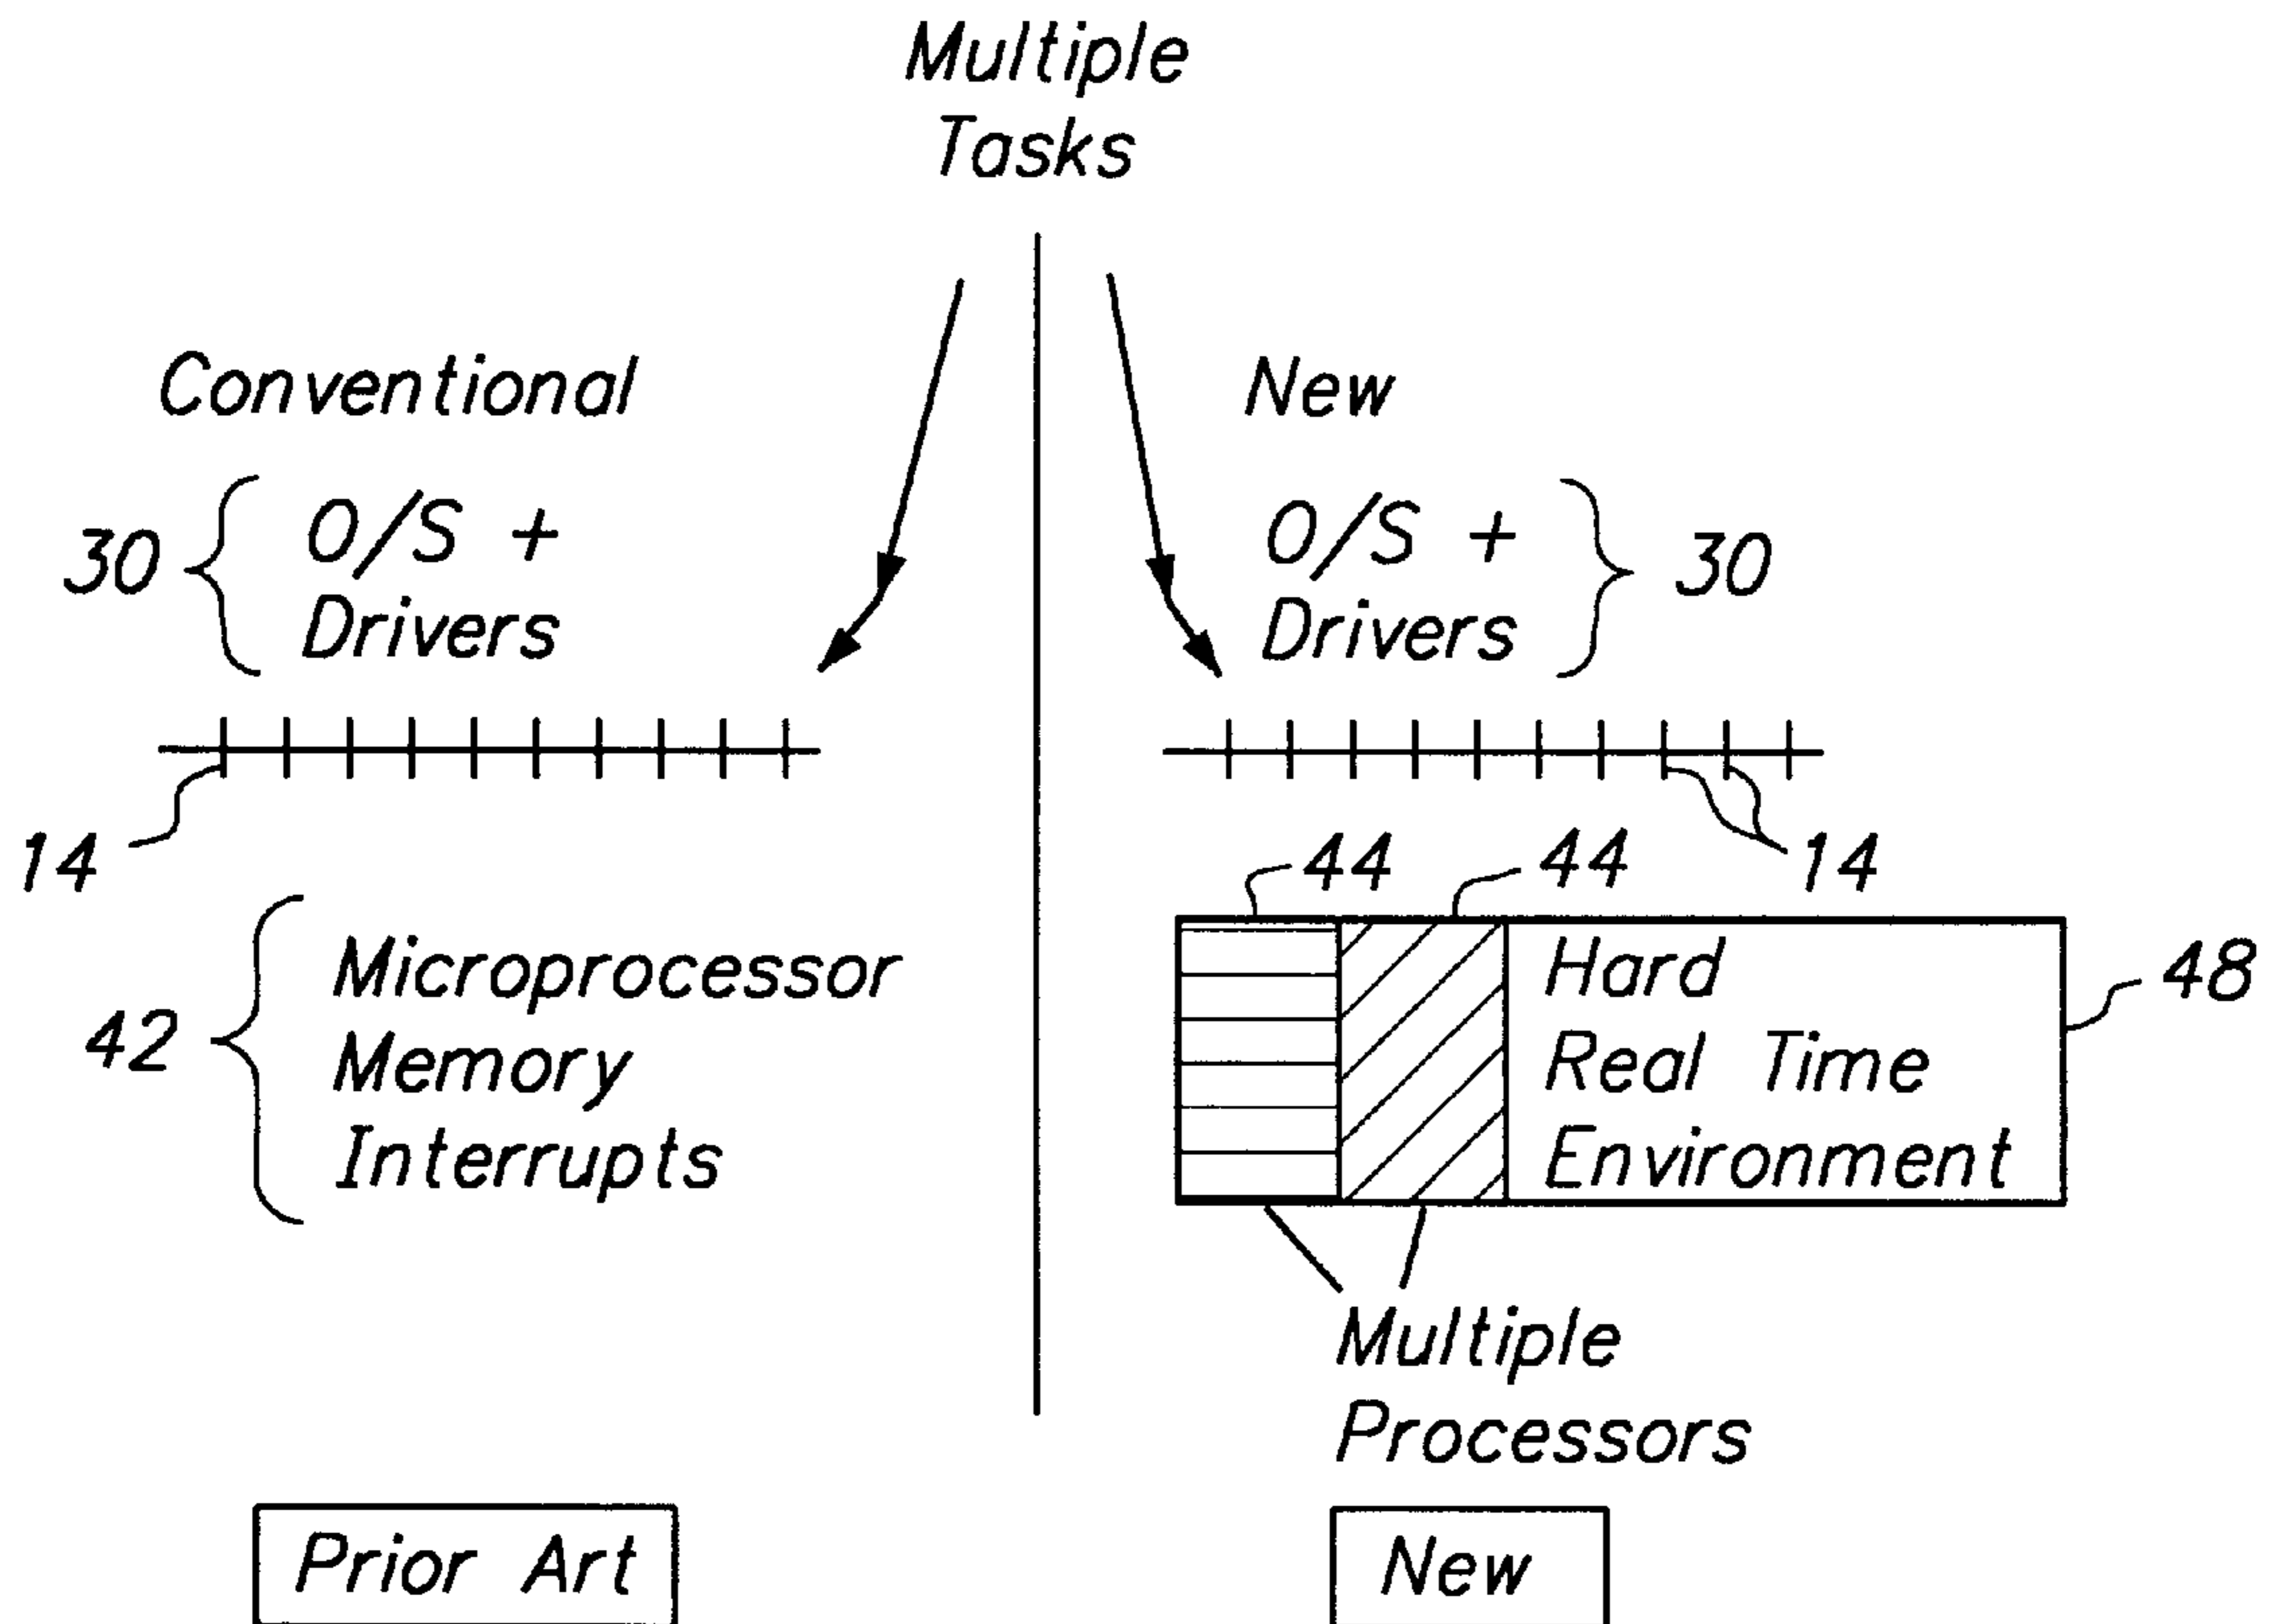 Multiple
Tasks
Conventional
30
O/S +
Drivers
14
42
Microprocessor
Memory
Interrupts
Prior Art
New
O/S +
Drivers
30
44
44
14
Hard
Real Time
Environment
48
Multiple
Processors
New